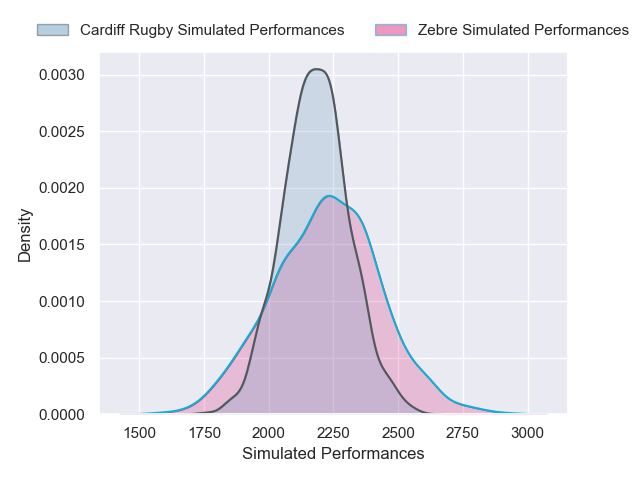 Cardiff Rugby Simulated Performances Zebre Simulated Performances
0.0030
0.0025
0.0020
0.0015
0.0010
0.0005
0.0000
Density
1500 1750 2000 2250 2500 2750 3000
Simulated Performances